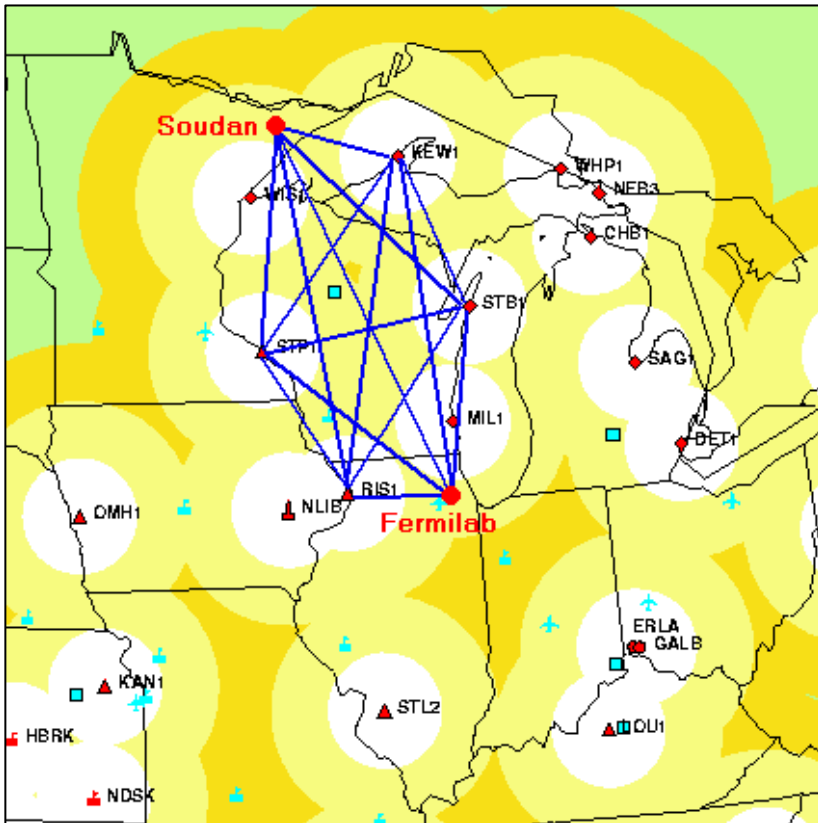 Soudan
KEW1
WHP1
WIS1
NEB3
CHB1
STB1
STP1
SAG1
MIL1
DET1
RIS1
NLIB
OMH1
Fermilab
ERLA
GALB
KAN1
STL2
HBRK
NDSK